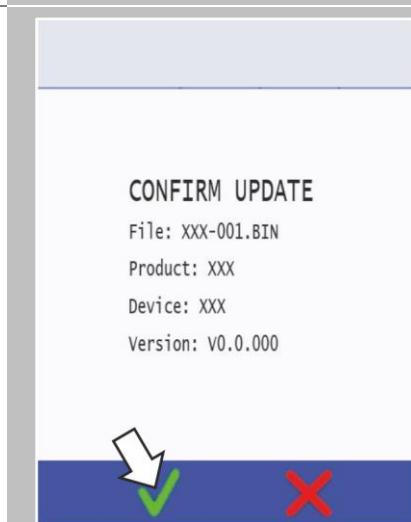 CONFIRM UPDATE
File: XXX-001.BIN
Product: XXX
Device: XXX
Version: V0.0.000